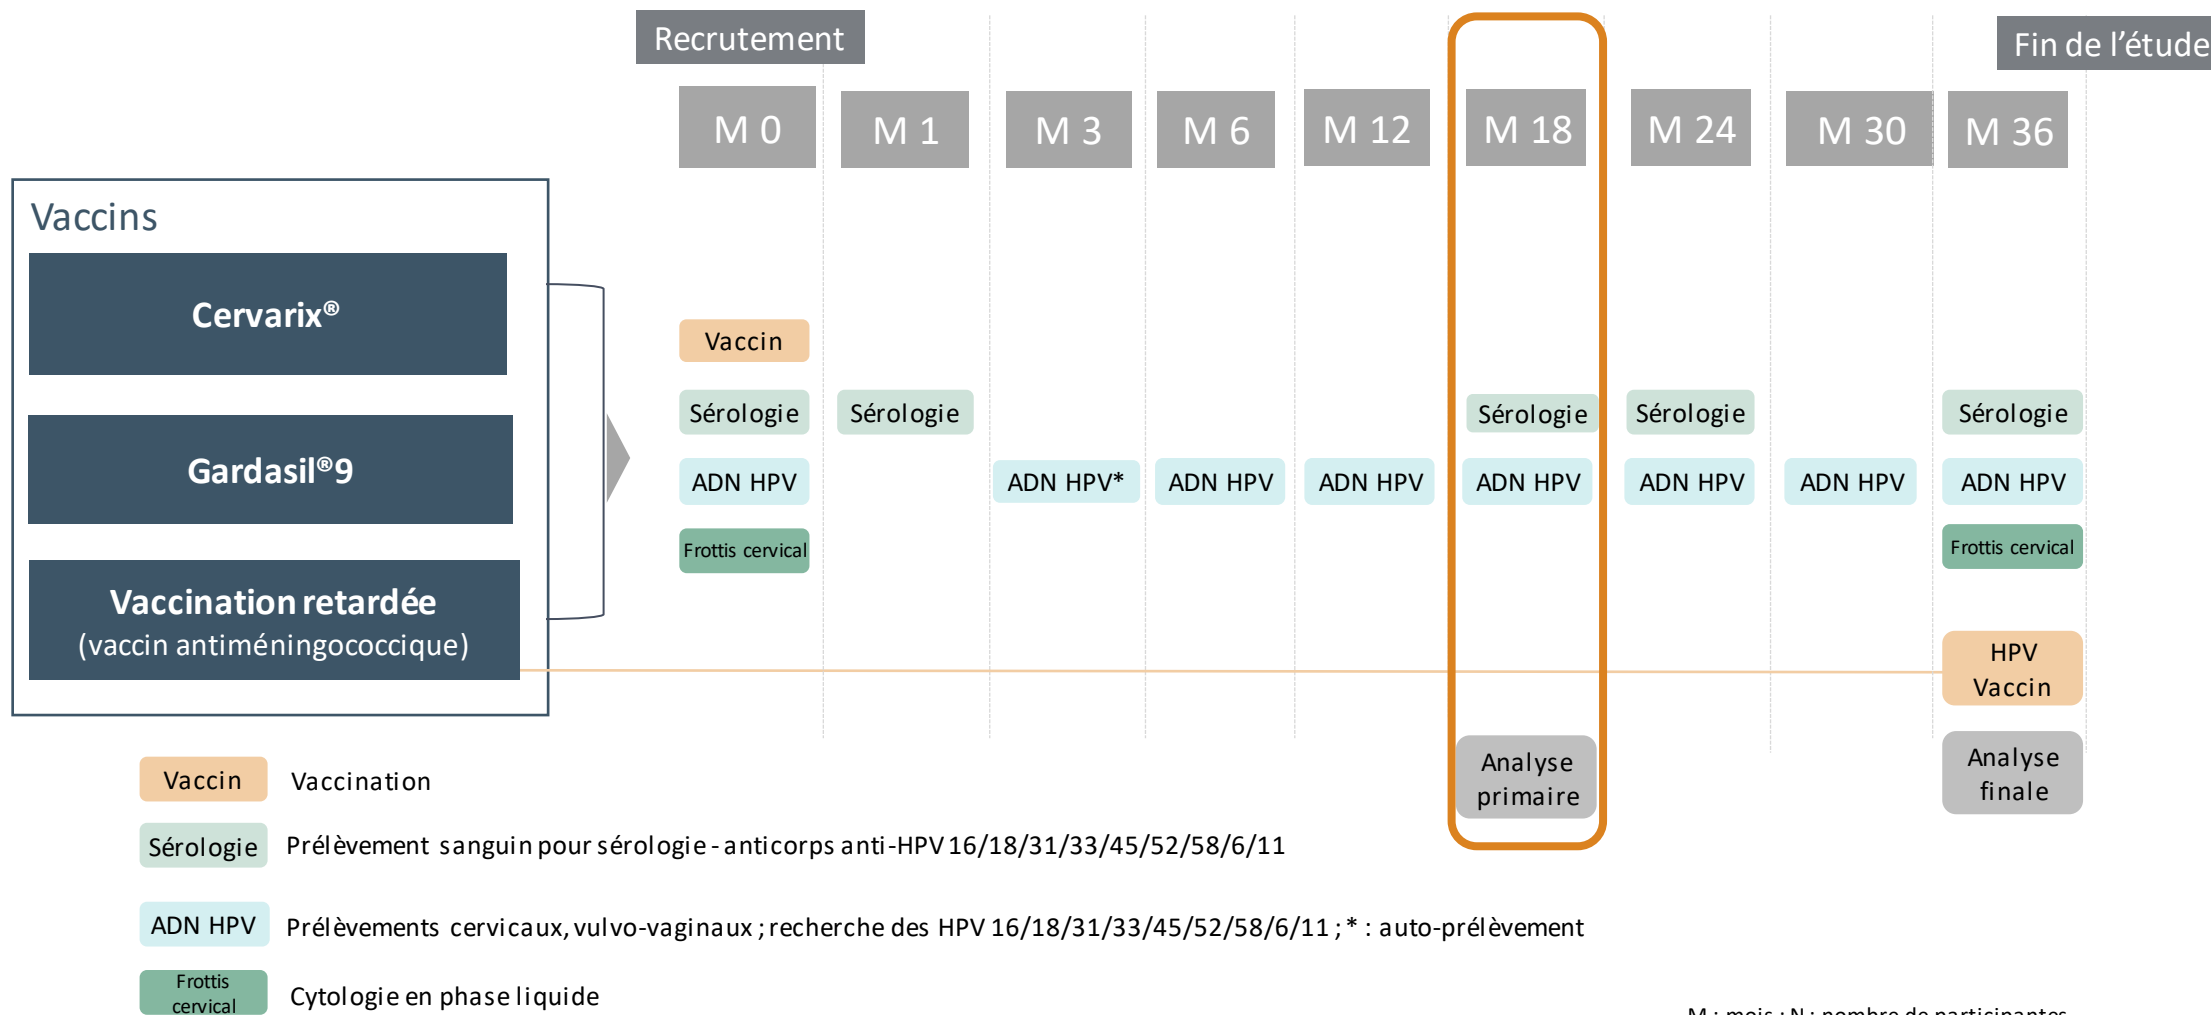 Recrutement
Fin de l'étude
M 0
M 1
M 3
M 6
M 12
M 18
M 24
M 30
M 36
Vaccins
Cervarix®
Gardasil®9
Vaccination retardée
(vaccin antiméningococcique)
Vaccin
Sérologie
Sérologie
Sérologie
Sérologie
Sérologie
ADN HPV
ADN HPV*
ADN HPV
ADN HPV
ADN HPV
ADN HPV
ADN HPV
ADN HPV
Frottis cervical
Frottis cervical
HPV
Vaccin
Analyse
primaire
Analyse
finale
Vaccin Vaccination
Sérologie Prélèvement sanguin pour sérologie - anticorps anti-HPV 16/18/31/33/45/52/58/6/11
ADN HPV Prélèvements cervicaux, vulvo-vaginaux ; recherche des HPV 16/18/31/33/45/52/58/6/11 ; * : auto-prélèvement
Frottis
cervical
Cytologie en phase liquide
M : mois ; N : nombre de participantes